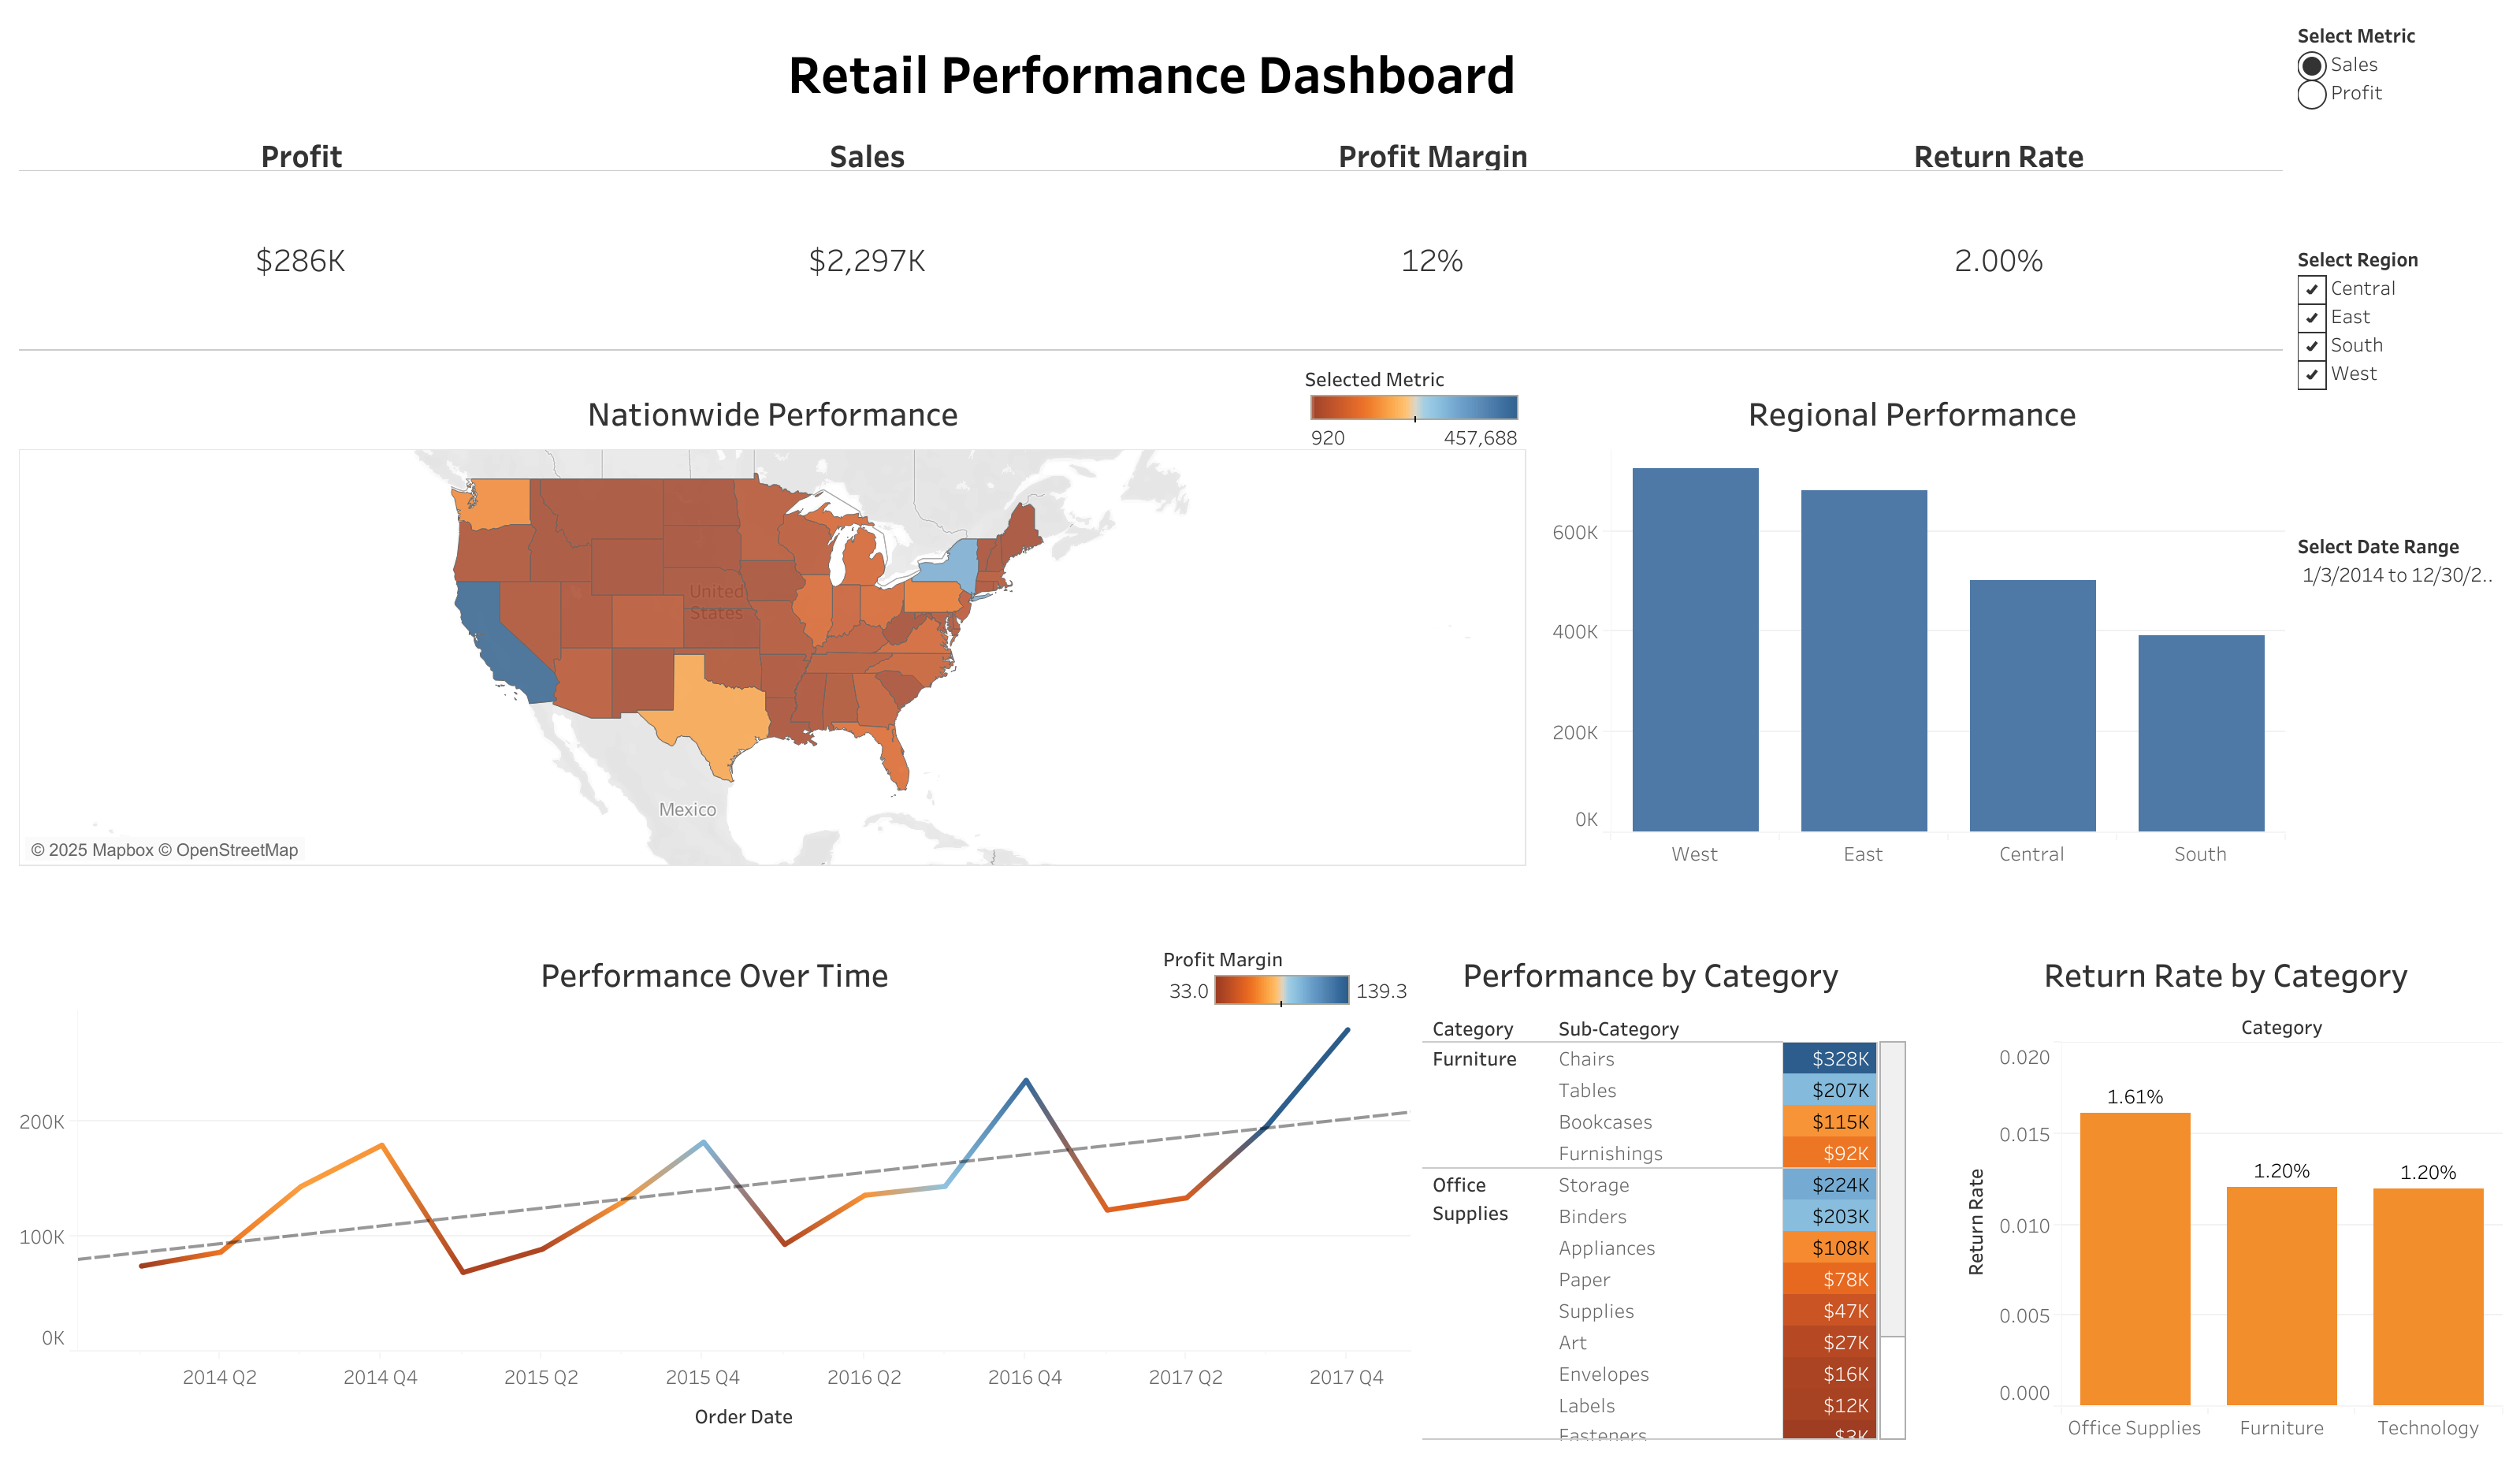 Retail Performance Dashboard
Select Metric
Sales
Profit
Profit Sales Profit Margin Return Rate
$286K $2,297K 12% 2.00%
Select Region
Central
East
South
West
Nationwide Performance
Selected Metric
920 457,688
United
States
Mexico
© 2025 Mapbox © OpenStreetMap
Regional Performance
600K
400K
200K
0K
West East Central South
Select Date Range
1/3/2014 to 12/30/2..
Performance Over Time
Profit Margin
33.0 139.3
200K
100K
0K
2014 Q2 2014 Q4 2015 Q2 2015 Q4 2016 Q2 2016 Q4 2017 Q2 2017 Q4
Order Date
Performance by Category
Category Sub-Category
Furniture Chairs $328K
Tables $207K
Bookcases $115K
Furnishings $92K
Office Storage $224K
Supplies Binders $203K
Appliances $108K
Paper $78K
Supplies $47K
Art $27K
Envelopes $16K
Labels $12K
Fasteners $3K
Return Rate by Category
Category
Return Rate
0.020
0.015
0.010
0.005
0.000
1.61% 1.20% 1.20%
Office Supplies Furniture Technology